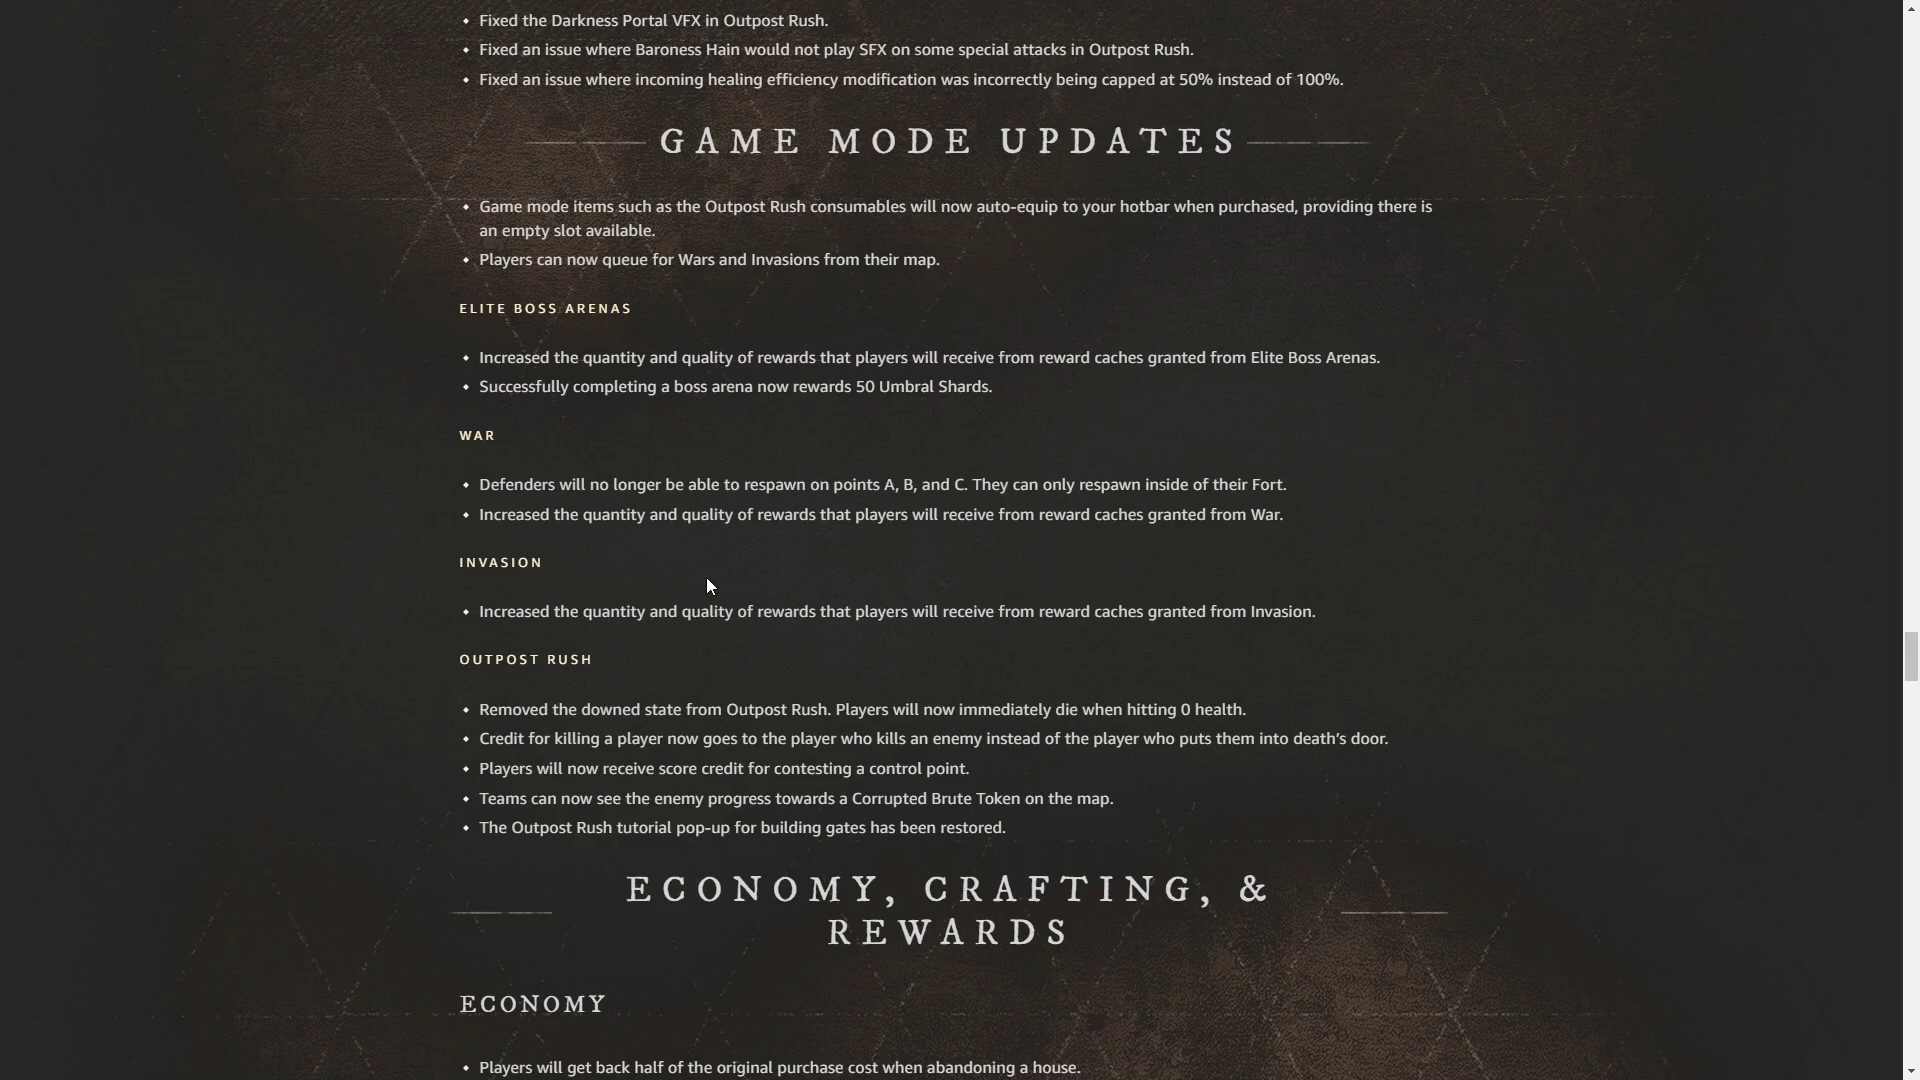 Fixed the Darkness Portal VFX in Outpost Rush.
Fixed an issue where Baroness Hain would not play SFX on some special attacks in Outpost Rush.
Fixed an issue where incoming healing efficiency modification was incorrectly being capped at 50% instead of 100%.
GAME MODE UPDATES
Game mode items such as the Outpost Rush consumables will now auto-equip to your hotbar when purchased, providing there is
an empty slot available.
Players can now queue for Wars and Invasions from their map.
ELITE BOSS ARENAS
Increased the quantity and quality of rewards that players will receive from reward caches granted from Elite Boss Arenas.
Successfully completing a boss arena now rewards 50 Umbral Shards.
WAR
Defenders will no longer be able to respawn on points A, B, and C. They can only respawn inside of their Fort.
Increased the quantity and quality of rewards that players will receive from reward caches granted from War.
INVASION
Increased the quantity and quality of rewards that players will receive from reward caches granted from Invasion.
OUTPOST RUSH
Removed the downed state from Outpost Rush. Players will now immediately die when hitting 0 health.
Credit for killing a player now goes to the player who kills an enemy instead of the player who puts them into death’s door.
Players will now receive score credit for contesting a control point.
Teams can now see the enemy progress towards a Corrupted Brute Token on the map.
The Outpost Rush tutorial pop-up for building gates has been restored.
ECONOMY, CRAFTING, &
REWARDS
ECONOMY
Players will get back half of the original purchase cost when abandoning a house.